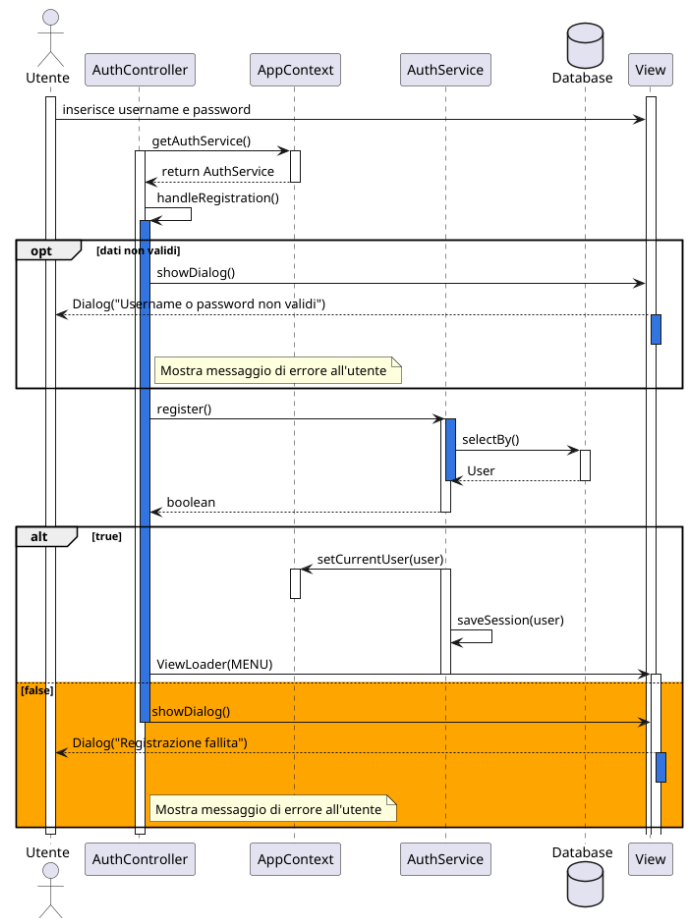 Utente
AuthController
AppContext
AuthService
Database
View
inserisce username e password
getAuthService()
return AuthService
handleRegistration()
opt
[dati non validi]
showDialog()
Dialog("Username o password non validi")
Mostra messaggio di errore all'utente
register()
selectBy()
User
boolean
alt
[true]
setCurrentUser(user)
saveSession(user)
ViewLoader(MENU)
[false]
showDialog()
Dialog("Registrazione fallita")
Mostra messaggio di errore all'utente
Utente
AuthController
AppContext
AuthService
Database
View